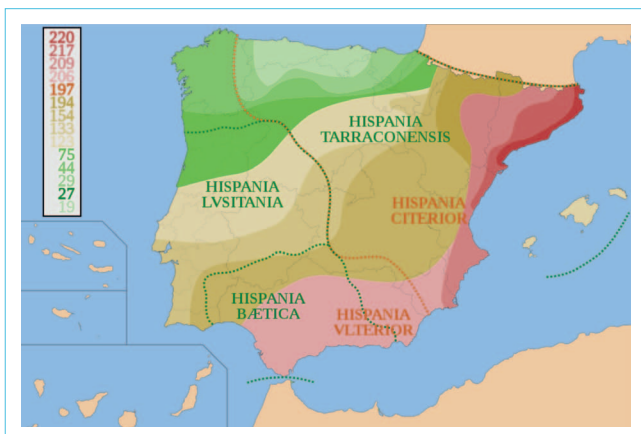 220
217
209
206
197
194
154
133
75
44
29
27
19
HISPANIA
TARRACONENSIS
HISPANIA
LVSITANIA
HISPANIA
CITERIOR
HISPANIA
BÆTICA
HISPANIA
VLTERIOR